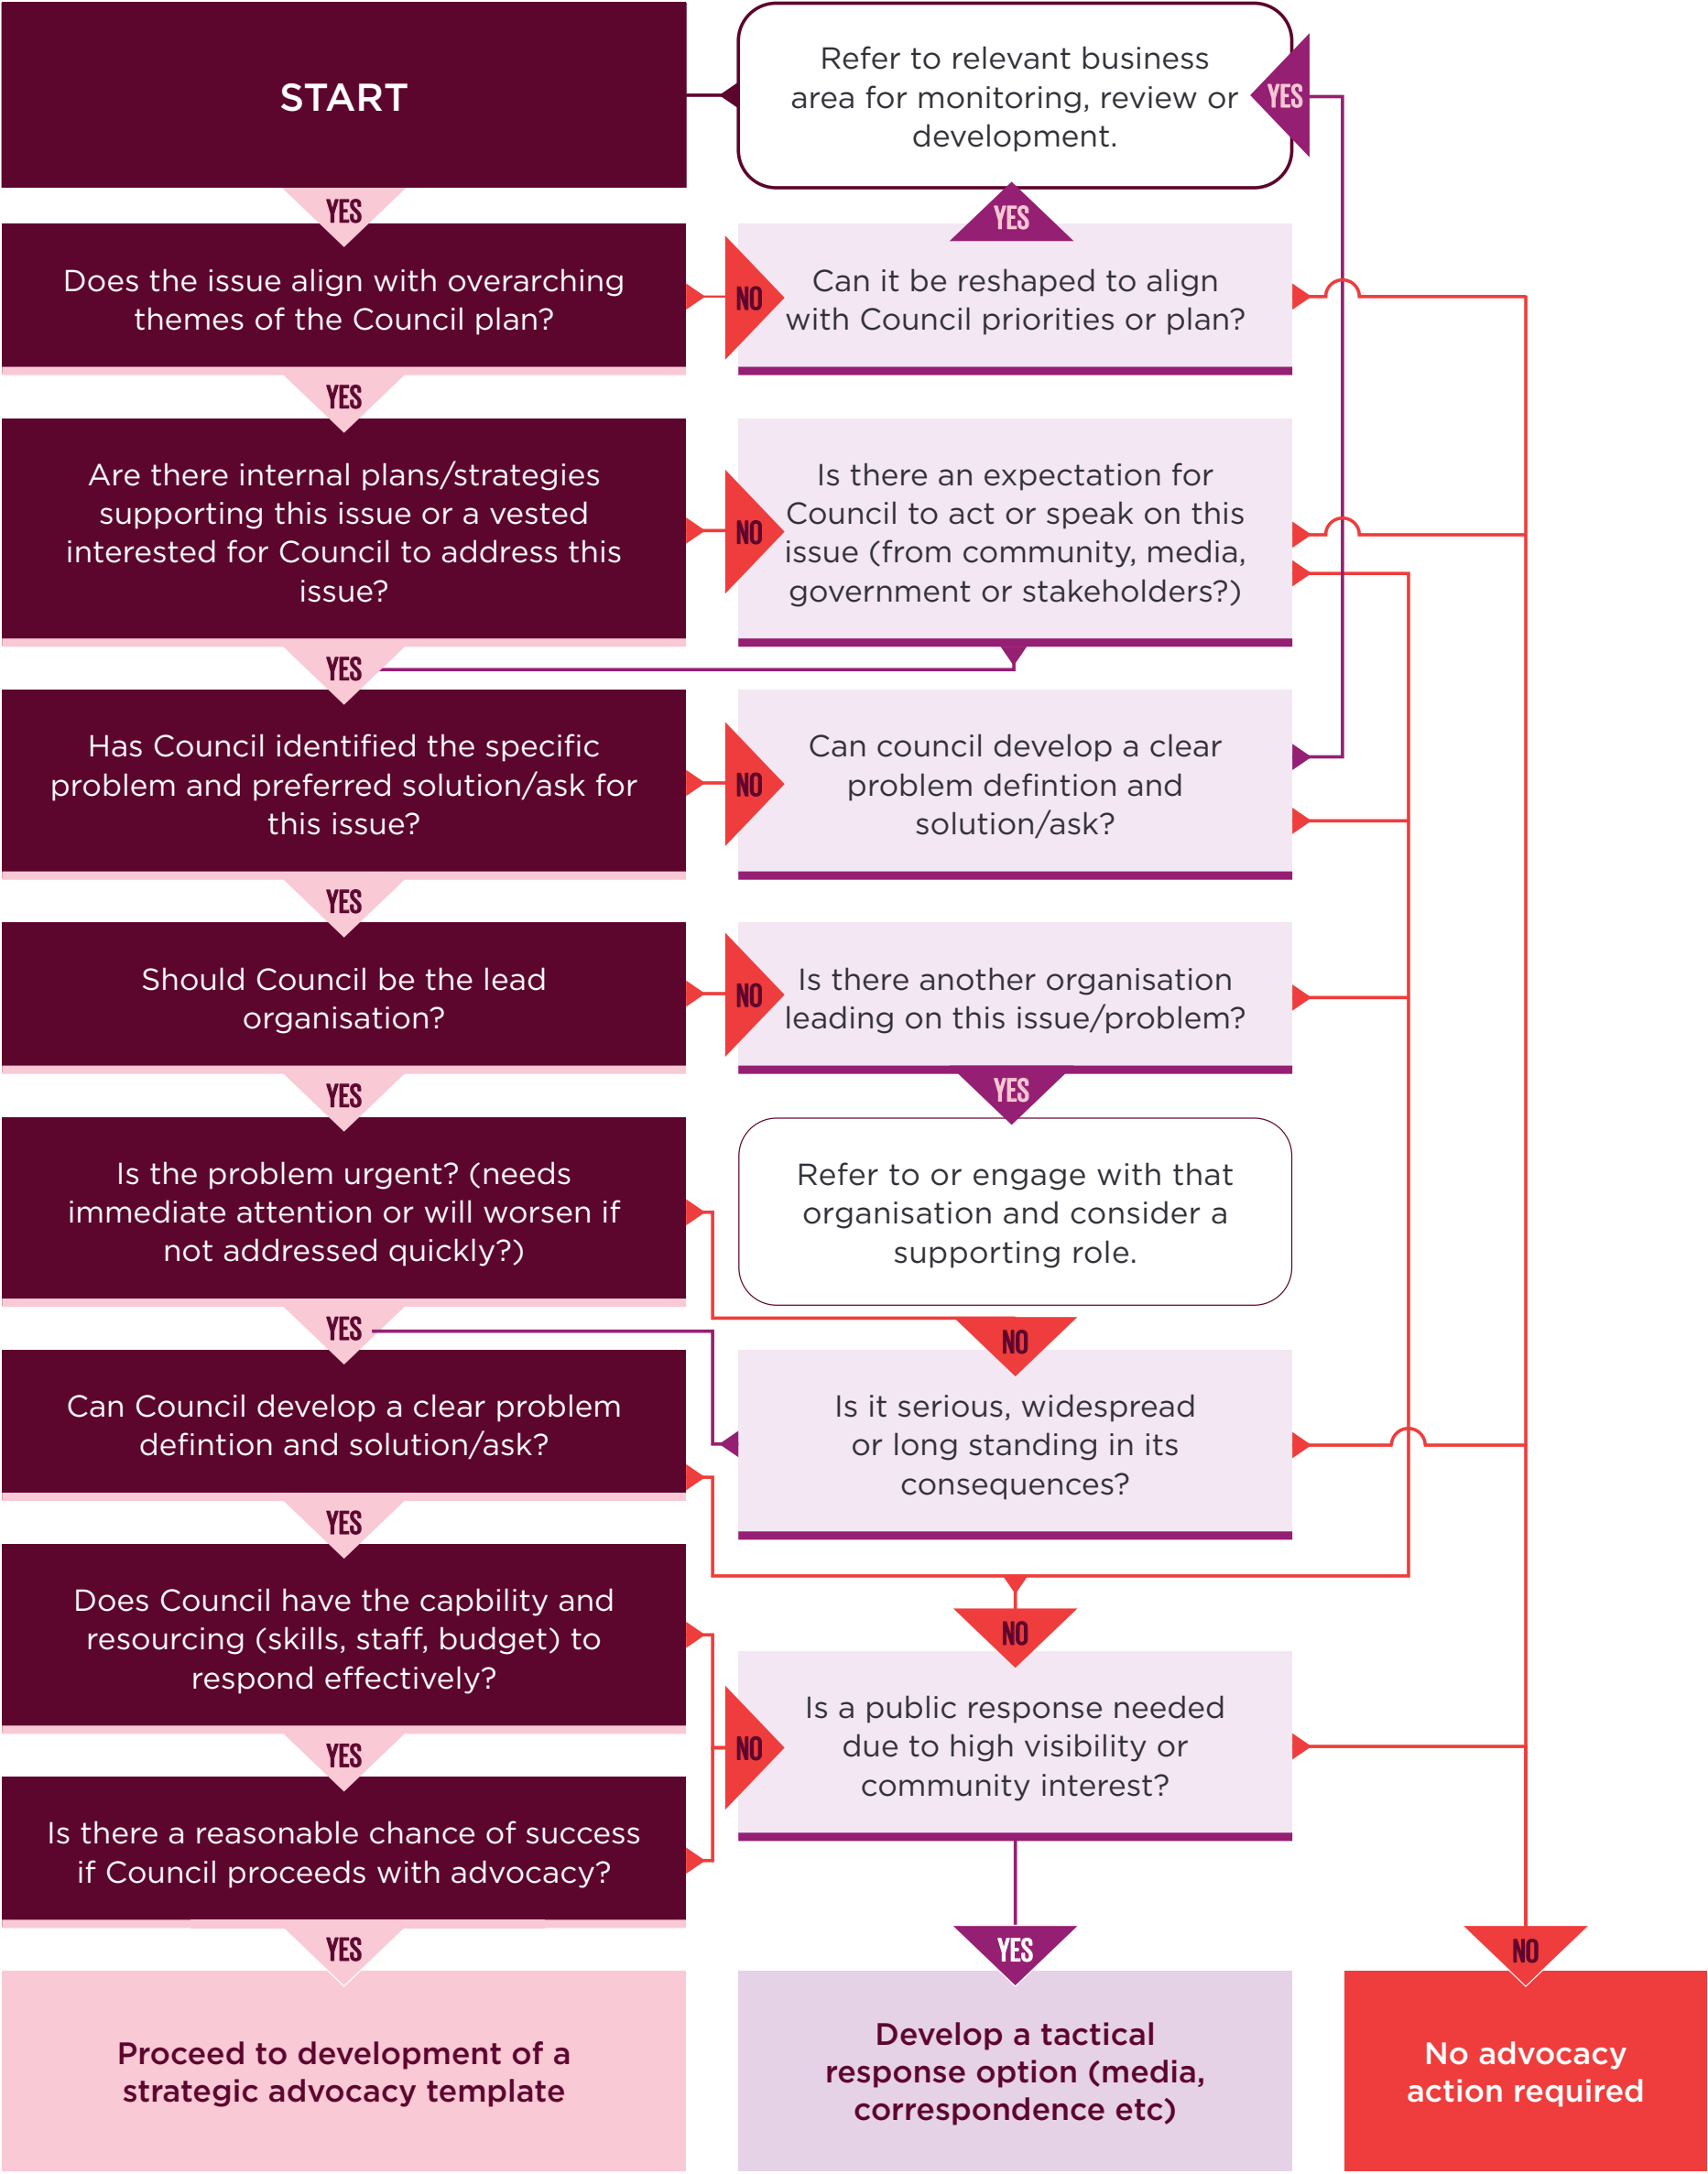 START
Refer to relevant business
area for monitoring, review or
development.
YES
YES
YES
Does the issue align with overarching
themes of the Council plan?
NO
Can it be reshaped to align
with Council priorities or plan?
YES
Are there internal plans/strategies
supporting this issue or a vested
interested for Council to address this
issue?
NO
Is there an expectation for
Council to act or speak on this
issue (from community, media,
government or stakeholders?)
YES
Has Council identified the specific
problem and preferred solution/ask for
this issue?
NO
Can council develop a clear
problem defintion and
solution/ask?
YES
Should Council be the lead
organisation?
NO
Is there another organisation
leading on this issue/problem?
YES
YES
Is the problem urgent? (needs
immediate attention or will worsen if
not addressed quickly?)
Refer to or engage with that
organisation and consider a
supporting role.
YES
NO
Can Council develop a clear problem
defintion and solution/ask?
Is it serious, widespread
or long standing in its
consequences?
YES
Does Council have the capbility and
resourcing (skills, staff, budget) to
respond effectively?
NO
YES
NO
Is a public response needed
due to high visibility or
community interest?
Is there a reasonable chance of success
if Council proceeds with advocacy?
YES
YES
NO
Proceed to development of a
strategic advocacy template
Develop a tactical
response option (media,
correspondence etc)
No advocacy
action required